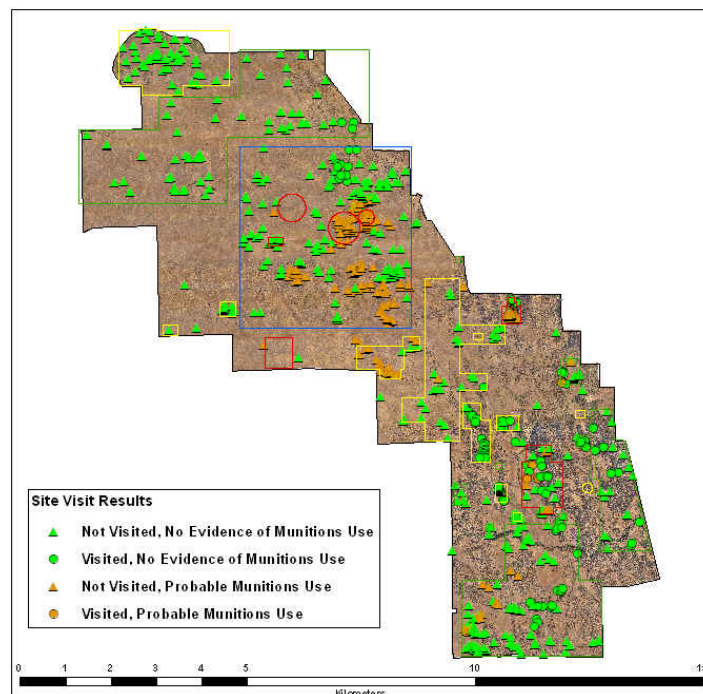 Site Visit Results
Not Visited, No Evidence of Munitions Use
Visited, No Evidence of Munitions Use
Not Visited, Probable Munitions Use
Visited, Probable Munitions Use
0 1 2 3 4 5 10 15
Kilometers